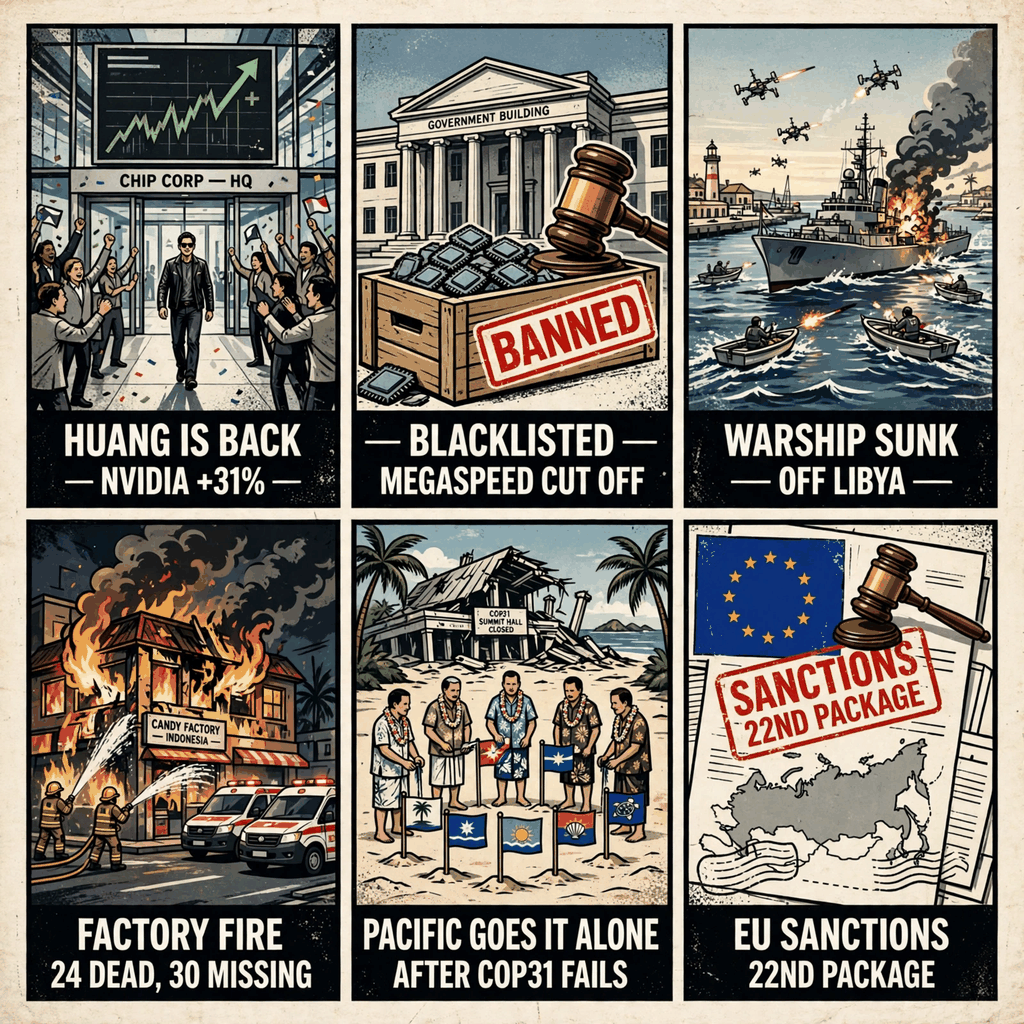 CHIP CORP — HQ
HUANG IS BACK
— NVIDIA +31% —
GOVERNMENT BUILDING
BANNED
— BLACKLISTED —
MEGASPEED CUT OFF
WARSHIP SUNK
— OFF LIBYA —
CANDY FACTORY
— INDONESIA —
FACTORY FIRE
24 DEAD, 30 MISSING
COP31
SUMMIT HALL
CLOSED
PACIFIC GOES IT ALONE
AFTER COP31 FAILS
SANCTIONS
22ND PACKAGE
EU SANCTIONS
22ND PACKAGE